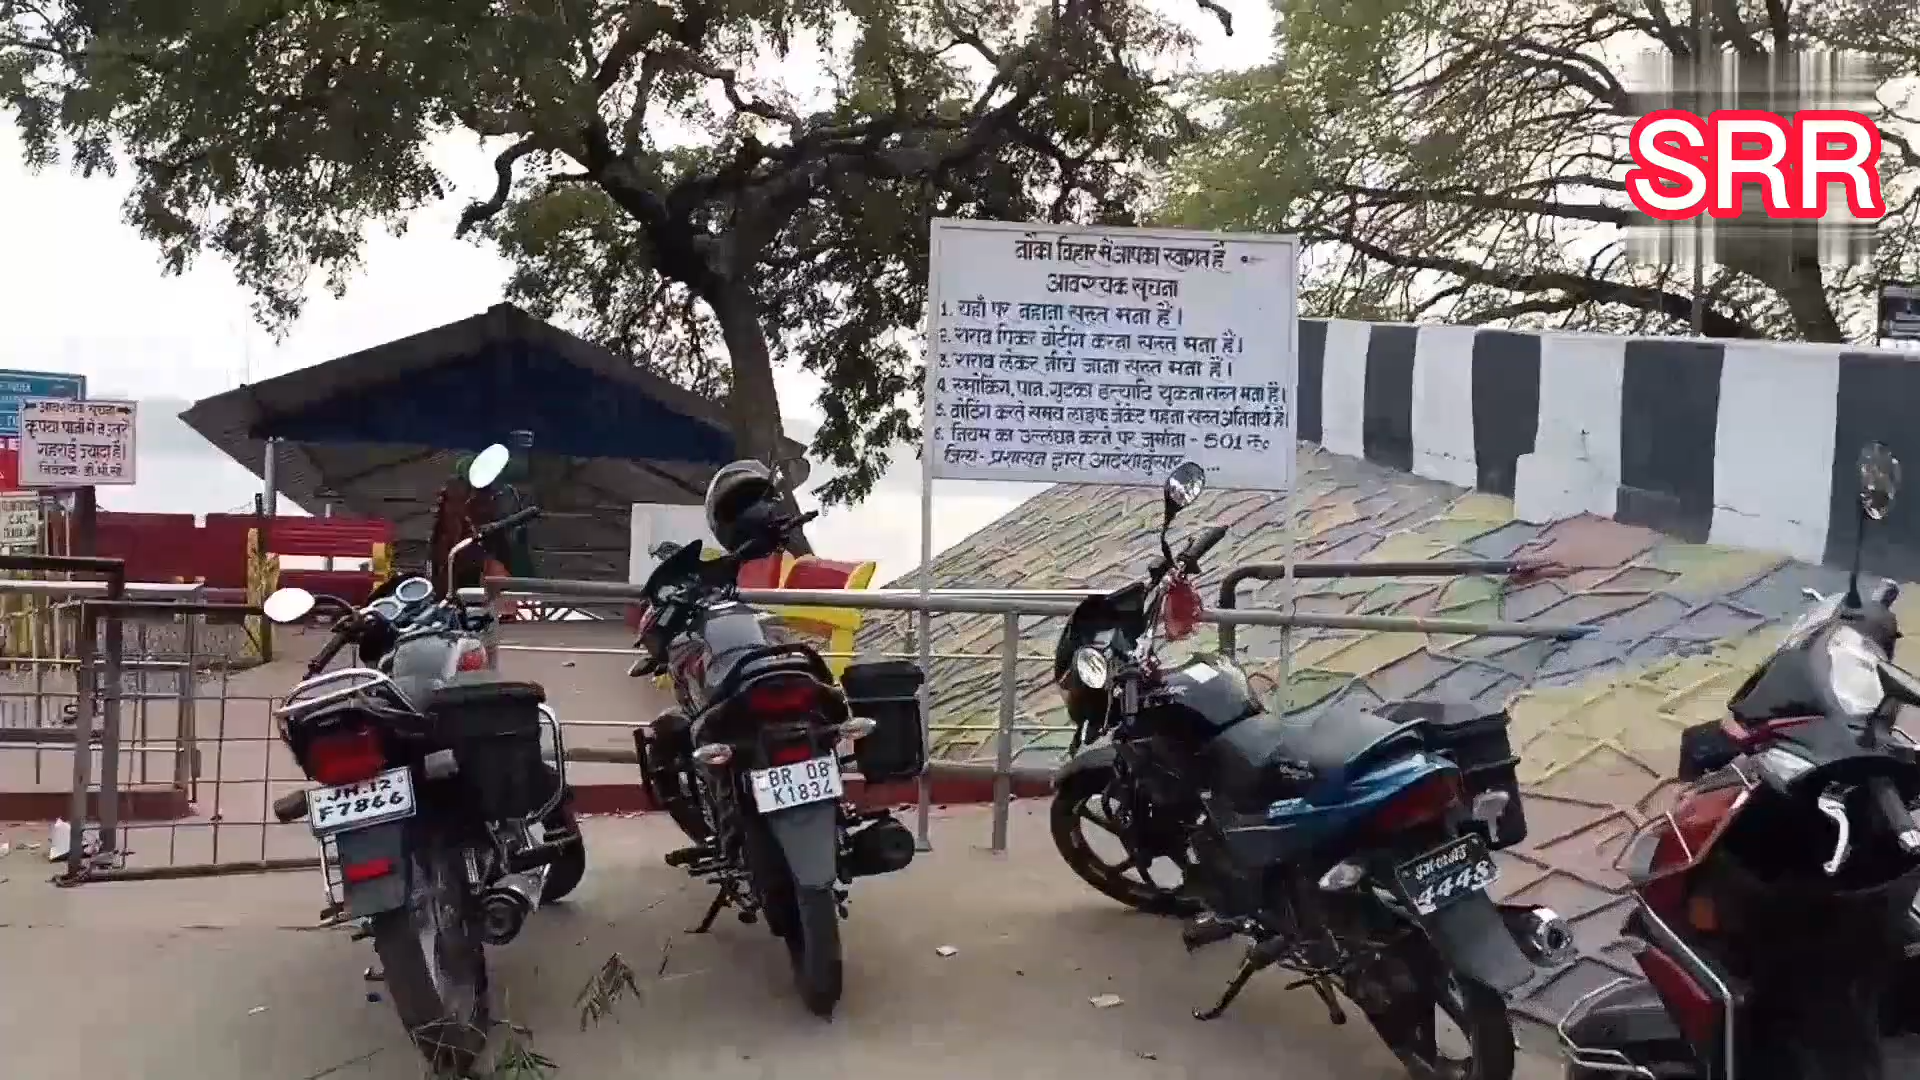 SRR
नौका विहार में आपका स्वागत है
आवश्यक सूचना
1. यहाँ पर नहाना सख्त मना है।
2. शराब पिकर बोटिंग करना सख्त मना है।
3. शराब लेकर नीचे जाना सख्त मना है।
4. स्मोकिंग, पान, गुटका इत्यादि थुकना सख्त मना है।
5. बोटिंग करते समय लाइफ जैकेट पहना सख्त अनिवार्य है।
6. नियम का उल्लंघन करने पर जुर्माना - 501 रू०
जिला - प्रशासन द्वारा आदेशानुसार ....
आवश्यक सूचना
कृपया पानी में न उतरें
गहराई ज्यादा है।
निवेदक- डी.भी.सी.
JH.12
F7866
BR 08
K1832
4448